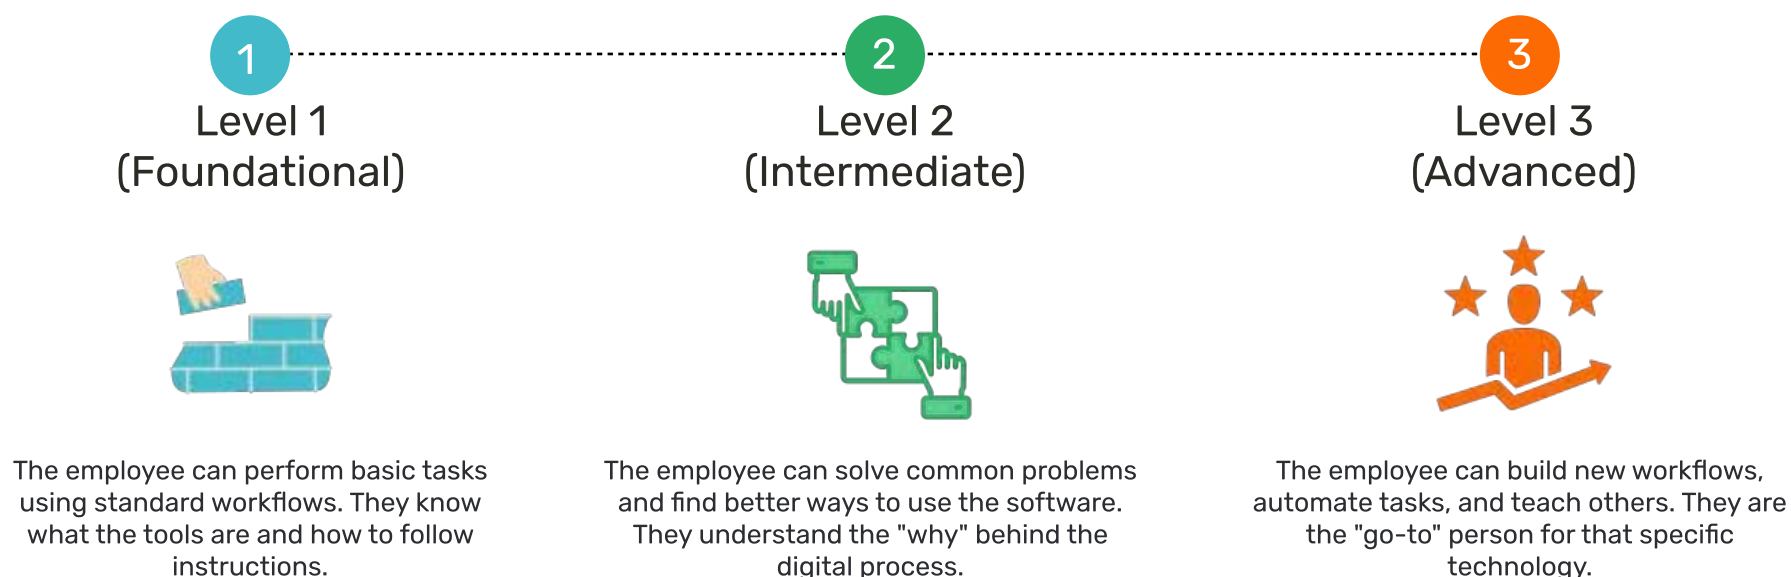 1
Level 1
(Foundational)
The employee can perform basic tasks
using standard workflows. They know
what the tools are and how to follow
instructions.
2
Level 2
(Intermediate)
The employee can solve common problems
and find better ways to use the software.
They understand the "why" behind the
digital process.
3
Level 3
(Advanced)
The employee can build new workflows,
automate tasks, and teach others. They are
the "go-to" person for that specific
technology.